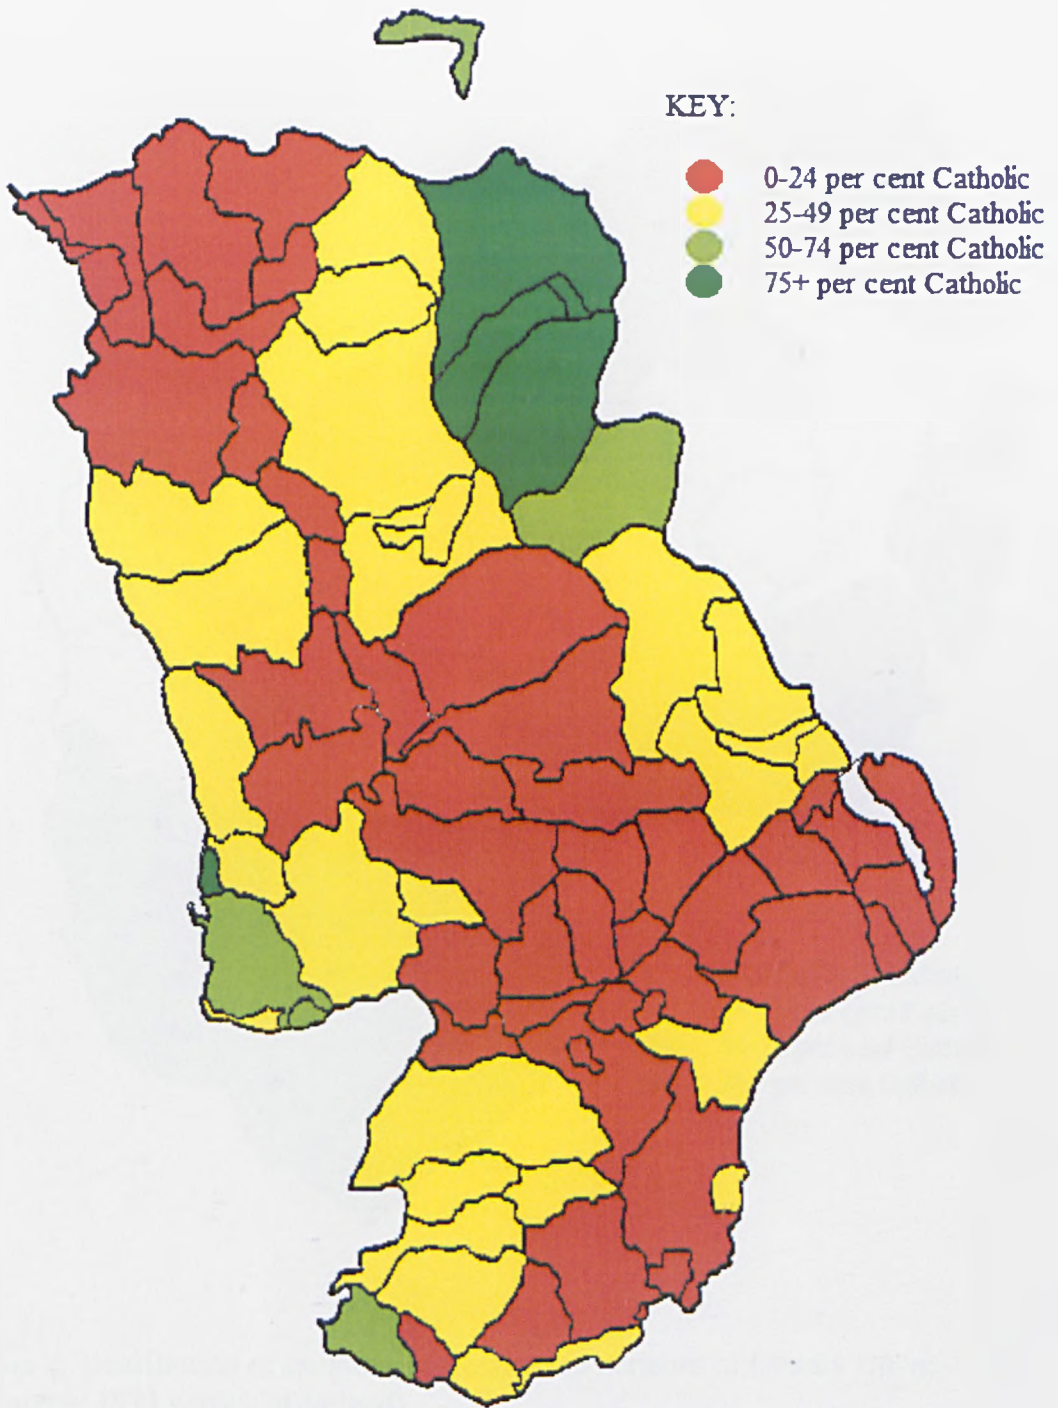 KEY:
0-24 per cent Catholic
25-49 per cent Catholic
50-74 per cent Catholic
75+ per cent Catholic